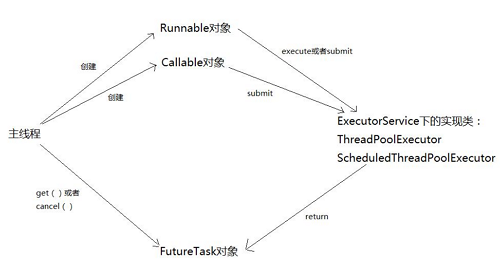 Runnable对象
execute或者submit
创建
Callable对象
创建
submit
ExecutorService下的实现类：
主线程
ThreadPoolExecutor
ScheduledThreadPoolExecutor
get（）或者
cancel（）
return
FutureTask对象